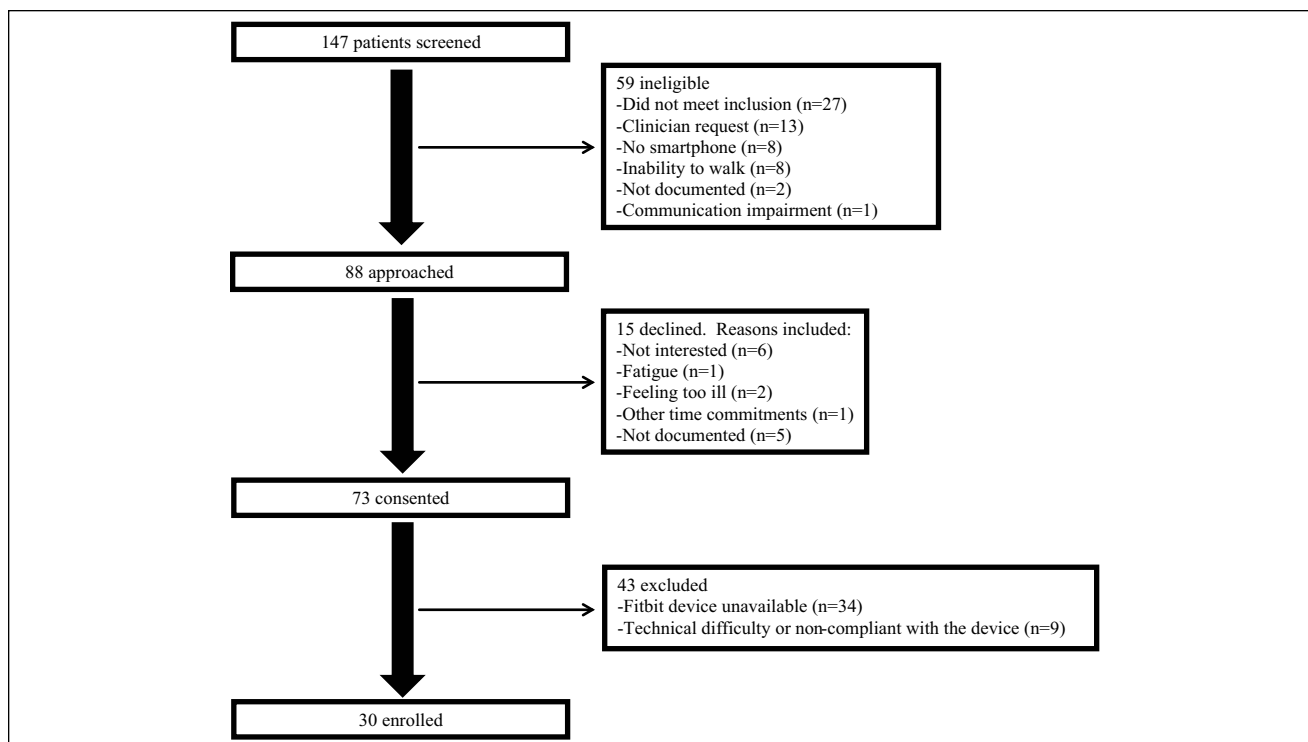 147 patients screened
59 ineligible
-Did not meet inclusion (n=27)
-Clinician request (n=13)
-No smartphone (n=8)
-Inability to walk (n=8)
-Not documented (n=2)
-Communication impairment (n=1)
88 approached
15 declined.  Reasons included:
-Not interested (n=6)
-Fatigue (n=1)
-Feeling too ill (n=2)
-Other time commitments (n=1)
-Not documented (n=5)
73 consented
43 excluded
-Fitbit device unavailable (n=34)
-Technical difficulty or non-compliant with the device (n=9)
30 enrolled